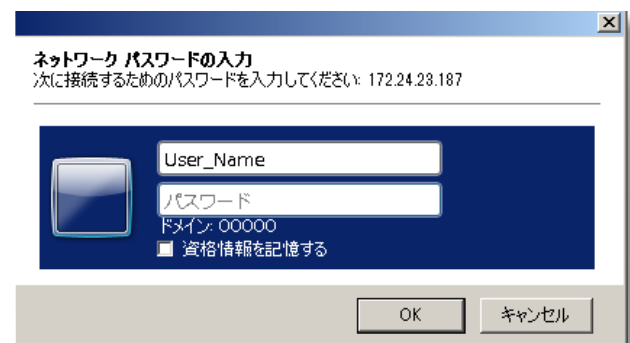 ネットワーク パスワードの入力
次に接続するためのパスワードを入力してください: 172.24.23.187
User_Name
パスワード
ドメイン: 00000
資格情報を記憶する
OK
キャンセル